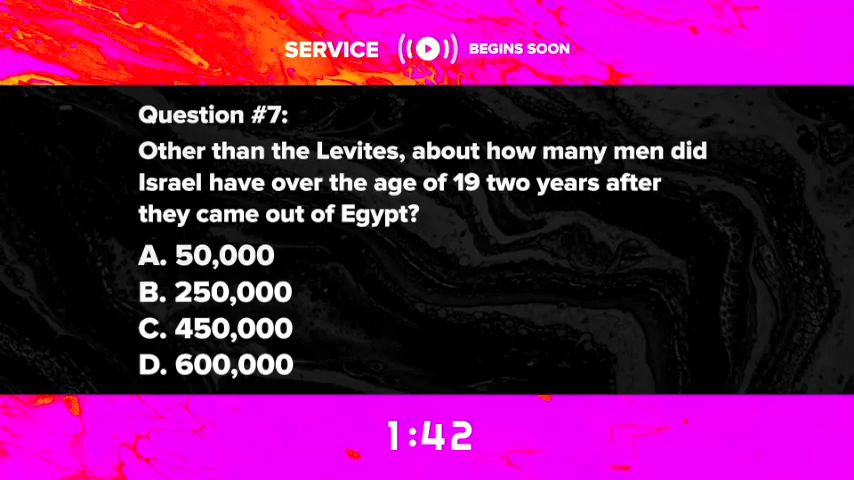 SERVICE BEGINS SOON
Question #7:
Other than the Levites, about how many men did
Israel have over the age of 19 two years after
they came out of Egypt?
A. 50,000
B. 250,000
C. 450,000
D. 600,000
1:42